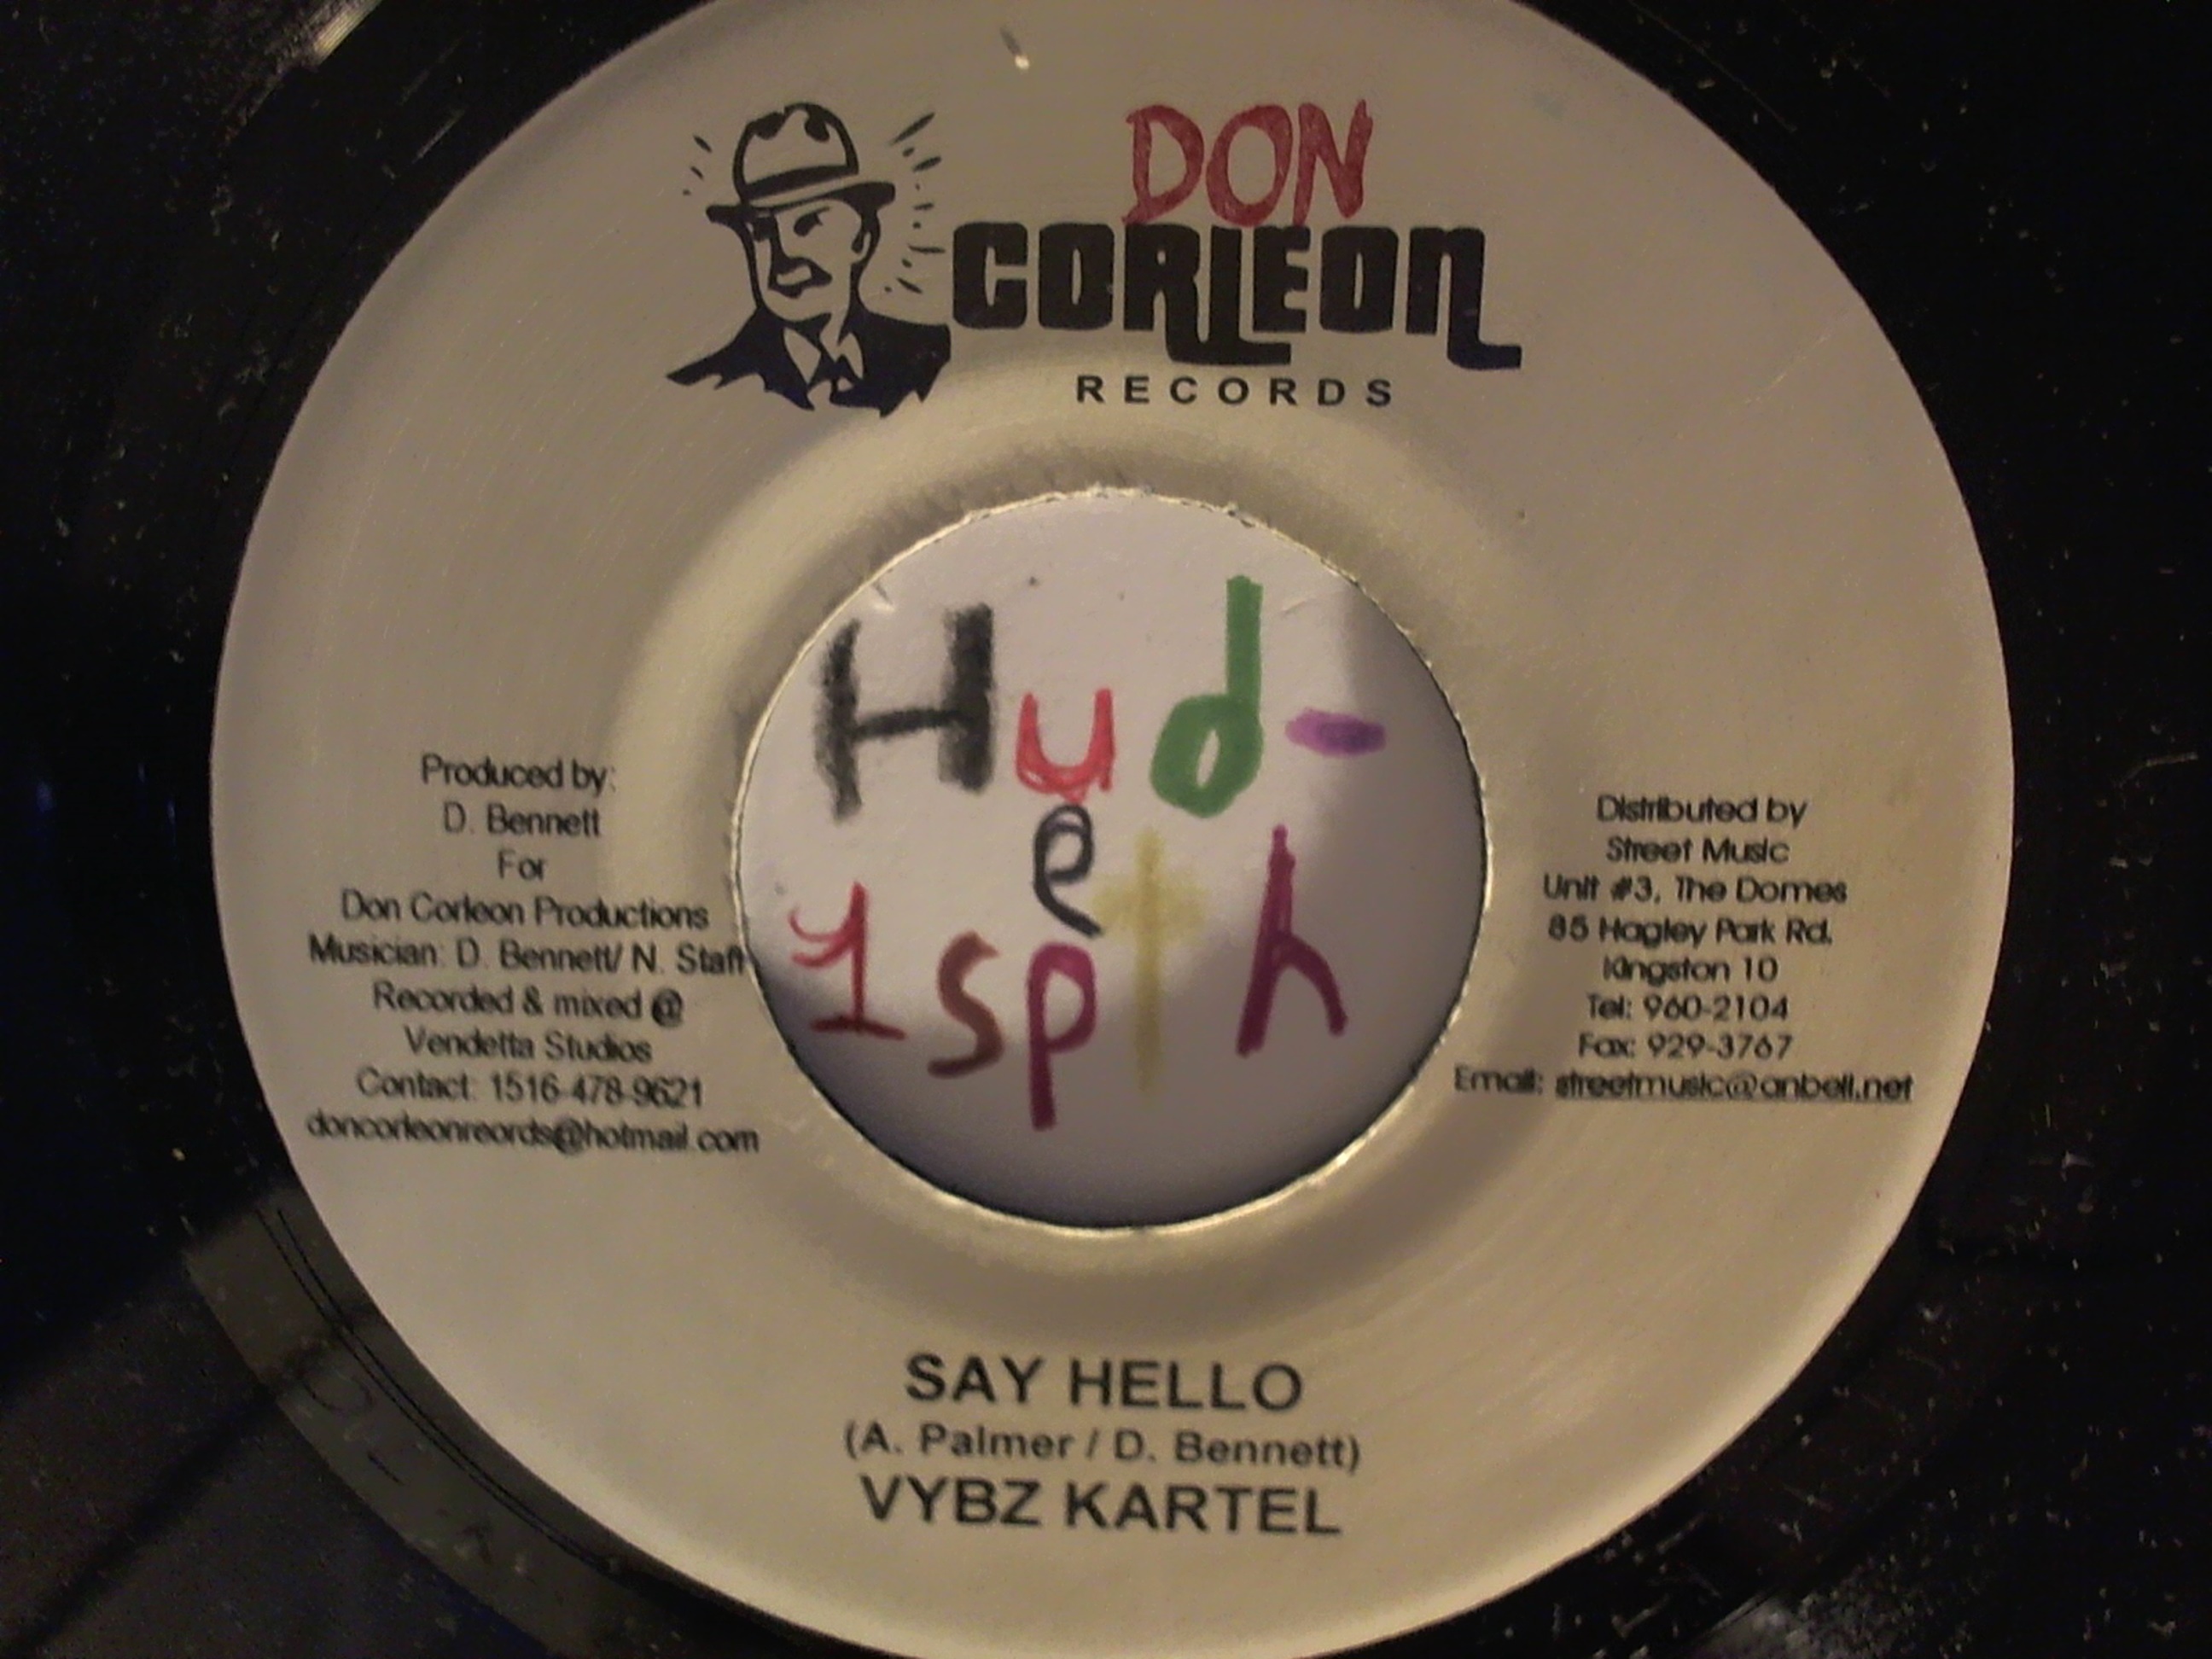 DON
CORLEON
RECORDS
Hud-
e
1spth
Produced by:
D. Bennett
For
Don Corleon Productions
Musician: D. Bennett/ N. Staff
Recorded & mixed @
Vendetta Studios
Contact: 1516-478-9621
doncorleonreords@hotmail.com
Distributed by
Street Music
Unit #3, The Domes
85 Hagley Park Rd.
Kingston 10
Tel: 960-2104
Fax: 929-3767
Email: streetmusic@anbell.net
SAY HELLO
(A. Palmer / D. Bennett)
VYBZ KARTEL